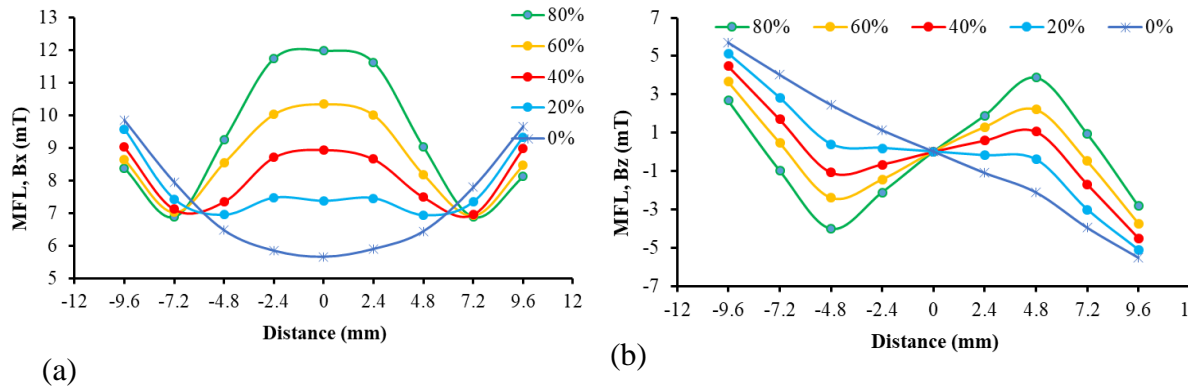 MFL, Bx (mT)
13
12
11
10
9
8
7
6
5
-12 -9.6 -7.2 -4.8 -2.4 0 2.4 4.8 7.2 9.6 12
Distance (mm)
80%
60%
40%
20%
0%
(a)
MFL, Bz (mT)
80% 60% 40% 20% 0%
7
5
3
1
-1
-3
-5
-7
-12 -9.6 -7.2 -4.8 -2.4 0 2.4 4.8 7.2 9.6 1
Distance (mm)
(b)